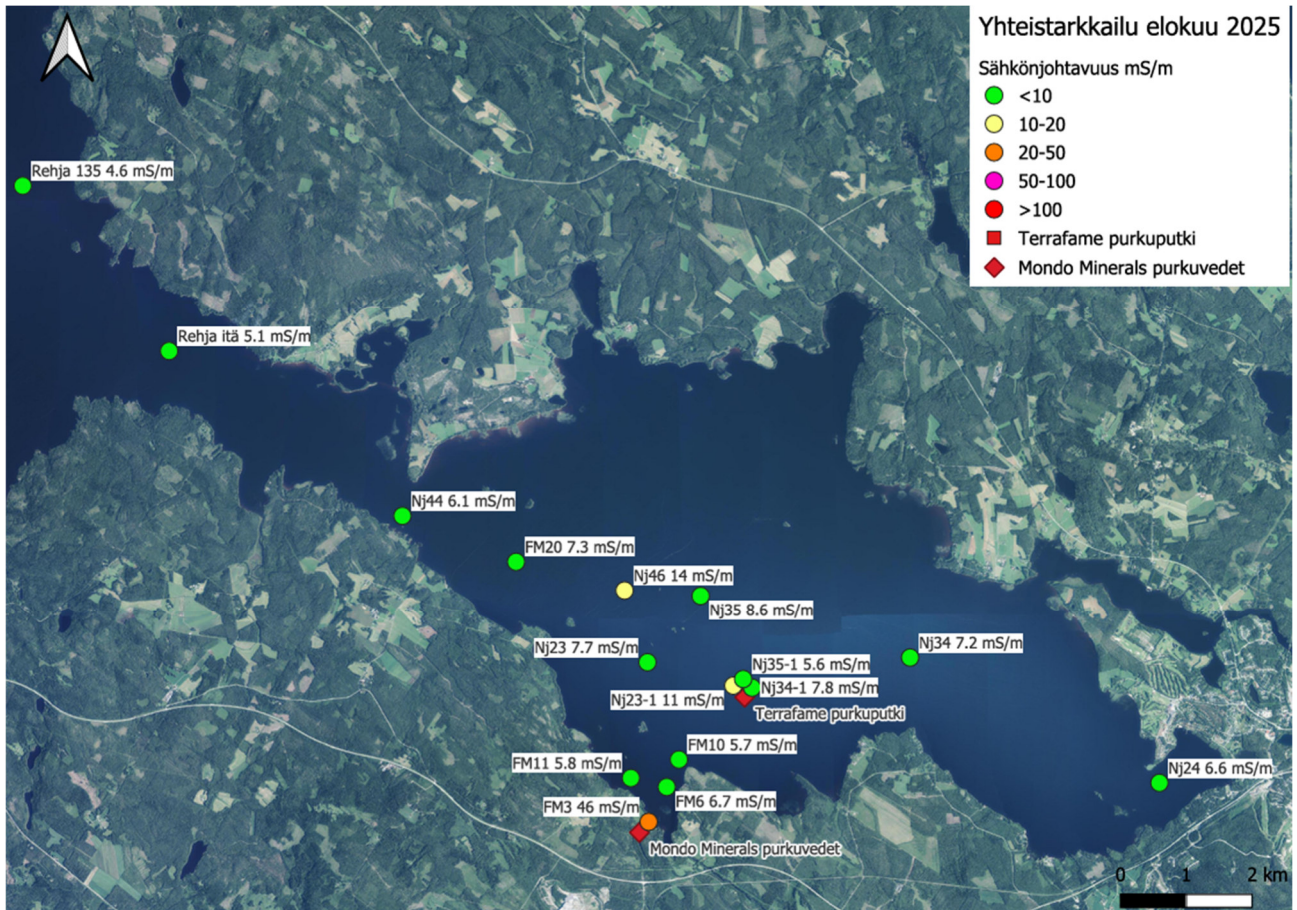 Yhteistarkkailu elokuu 2025
Sähkönjohtavuus mS/m
<10
10-20
20-50
50-100
>100
Terrafame purkuputki
Mondo Minerals purkuvedet
Rehja 135 4.6 mS/m
Rehja itä 5.1 mS/m
Nj44 6.1 mS/m
FM20 7.3 mS/m
Nj46 14 mS/m
Nj35 8.6 mS/m
Nj23 7.7 mS/m
Nj34 7.2 mS/m
Nj35-1 5.6 mS/m
Nj34-1 7.8 mS/m
Nj23-1 11 mS/m
Terrafame purkuputki
FM10 5.7 mS/m
FM11 5.8 mS/m
Nj24 6.6 mS/m
FM6 6.7 mS/m
FM3 46 mS/m
Mondo Minerals purkuvedet
0 1 2 km